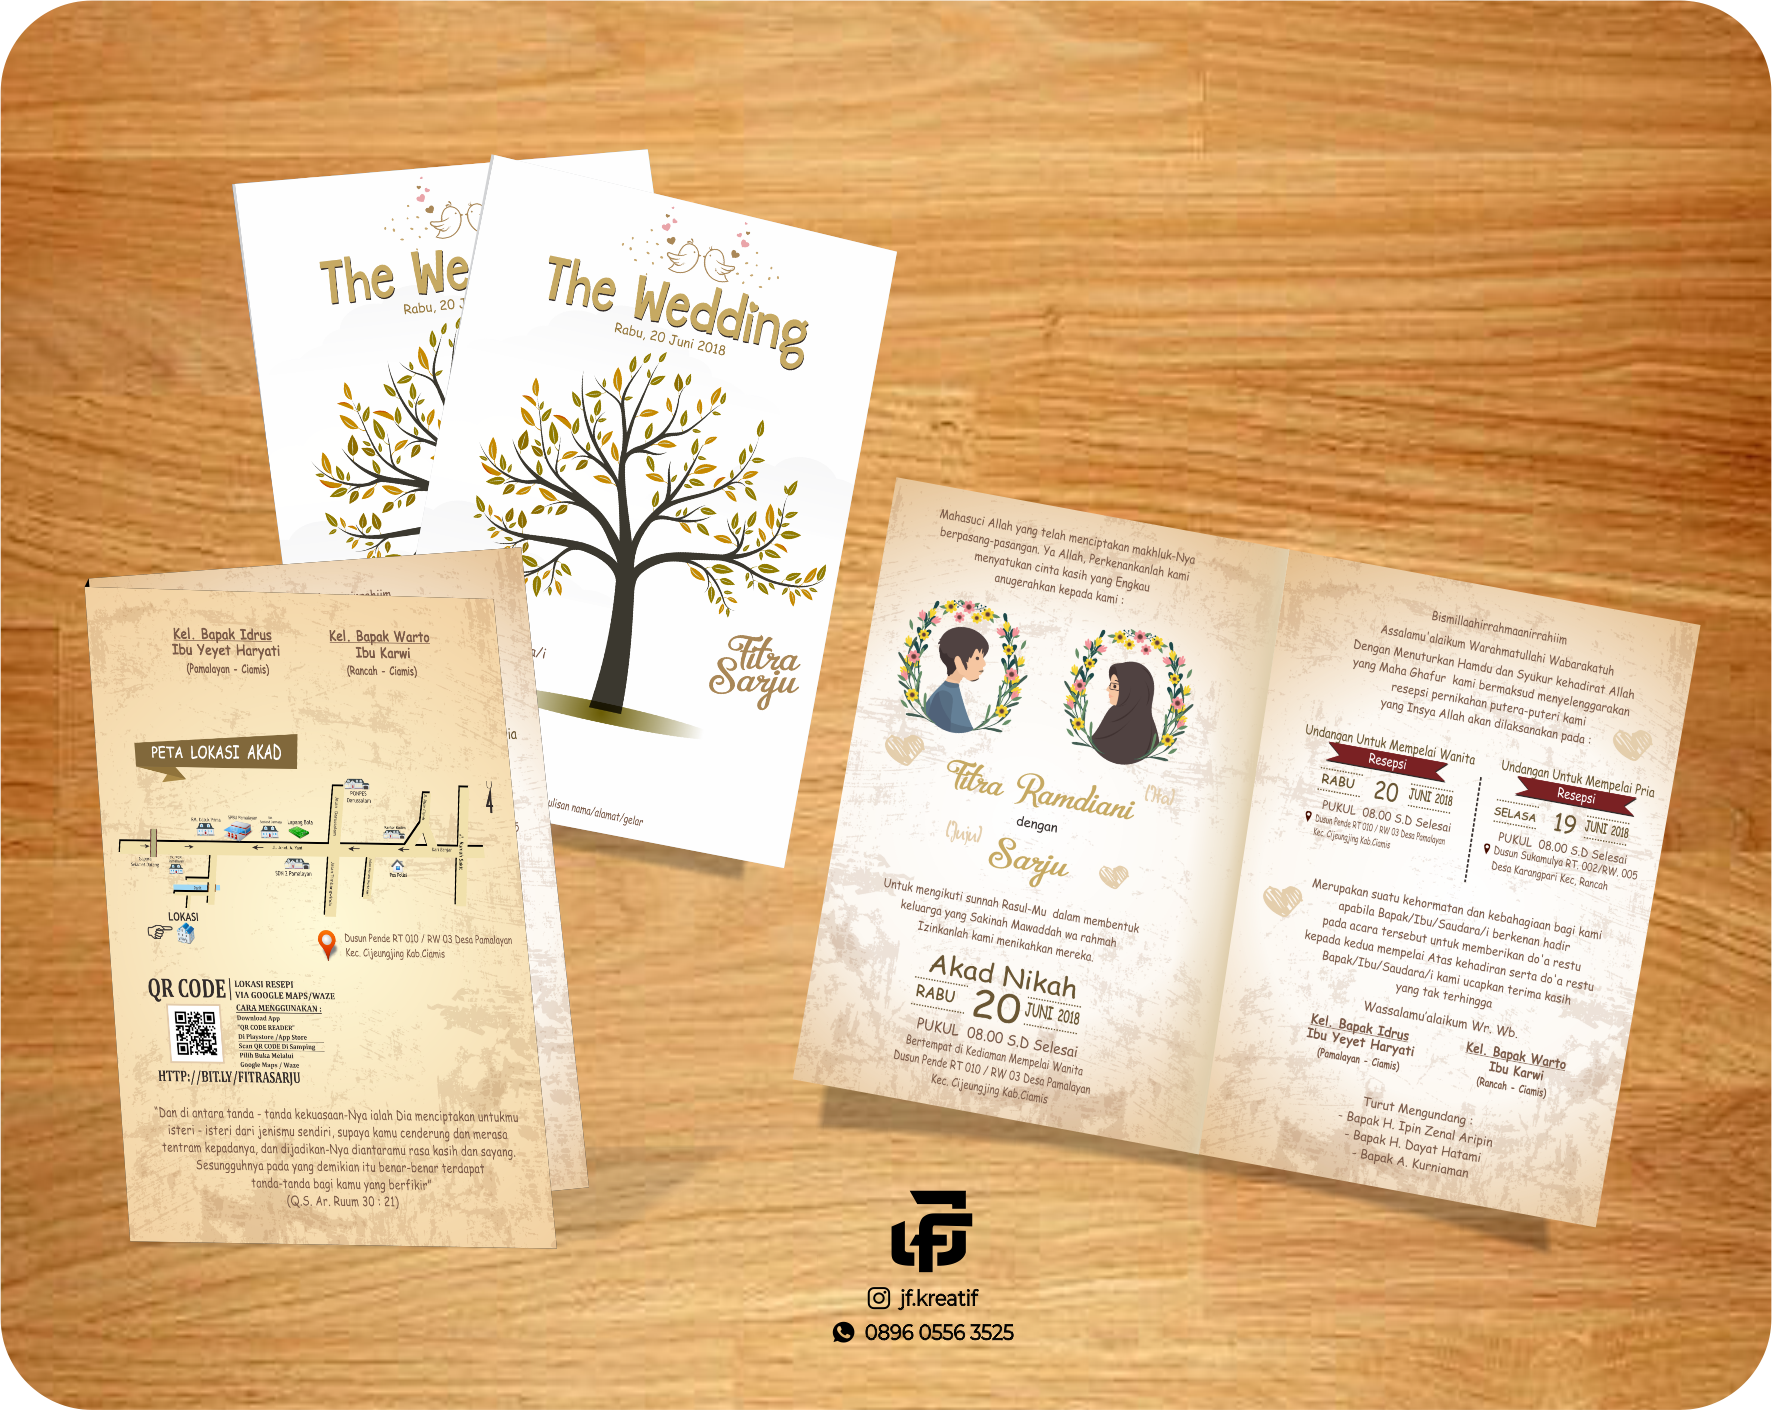 The We
Rabu, 20 J
The Wedding
Rabu, 20 Juni 2018
Fitra
Sarju
a/i
ulisan nama/alamat/gelar
Kel. Bapak Idrus
Ibu Yeyet Haryati
(Pamalayan - Ciamis)
Kel. Bapak Warto
Ibu Karwi
(Rancah - Ciamis)
PETA LOKASI AKAD
PONPES
Darussalam
Lapang Bola
SDN 2 Pamalayan
Pos Polisi
LOKASI
Dusun Pende RT 010 / RW 03 Desa Pamalayan
Kec. Cijeungjing Kab.Ciamis
QR CODE
LOKASI RESEPI
VIA GOOGLE MAPS/WAZE
CARA MENGGUNAKAN :
Download App
"QR CODE READER"
Di Playstore /App Store
Scan QR CODE Di Samping
Pilih Buka Melalui
Google Maps / Waze
HTTP://BIT.LY/FITRASARJU
"Dan di antara tanda - tanda kekuasaan-Nya ialah Dia menciptakan untukmu
isteri - isteri dari jenismu sendiri, supaya kamu cenderung dan merasa
tentram kepadanya, dan dijadikan-Nya diantaramu rasa kasih dan sayang.
Sesungguhnya pada yang demikian itu benar-benar terdapat
tanda-tanda bagi kamu yang berfikir"
(Q.S. Ar. Ruum 30 : 21)
Mahasuci Allah yang telah menciptakan makhluk-Nya
berpasang-pasangan. Ya Allah, Perkenankanlah kami
menyatukan cinta kasih yang Engkau
anugerahkan kepada kami :
Fitra Ramdiani
dengan
(Juju)
Sarju
Untuk mengikuti sunnah Rasul-Mu dalam membentuk
keluarga yang Sakinah Mawaddah wa rahmah
Izinkanlah kami menikahkan mereka.
Akad Nikah
RABU 20 JUNI 2018
PUKUL 08.00 S.D Selesai
Bertempat di Kediaman Mempelai Wanita
Dusun Pende RT 010 / RW 03 Desa Pamalayan
Kec. Cijeungjing Kab.Ciamis
Bismillaahirrahmaanirrahiim
Assalamu'alaikum Warahmatullahi Wabarakatuh
Dengan Menuturkan Hamdu dan Syukur kehadirat Allah
yang Maha Ghafur kami bermaksud menyelenggarakan
resepsi pernikahan putera-puteri kami
yang Insya Allah akan dilaksanakan pada :
Undangan Untuk Mempelai Wanita
Resepsi
RABU 20 JUNI 2018
PUKUL 08.00 S.D Selesai
Dusun Pende RT 010 / RW 03 Desa Pamalayan
Kec. Cijeungjing Kab.Ciamis
Undangan Untuk Mempelai Pria
Resepsi
SELASA 19 JUNI 2018
PUKUL 08.00 S.D Selesai
Dusun Sukamulya RT. 002/RW. 005
Desa Karangpari Kec. Rancah
Merupakan suatu kehormatan dan kebahagiaan bagi kami
apabila Bapak/Ibu/Saudara/i berkenan hadir
pada acara tersebut untuk memberikan do'a restu
kepada kedua mempelai Atas kehadiran serta do'a restu
Bapak/Ibu/Saudara/i kami ucapkan terima kasih
yang tak terhingga
Wassalamu'alaikum Wr. Wb.
Kel. Bapak Idrus
Ibu Yeyet Haryati
(Pamalayan - Ciamis)
Kel. Bapak Warto
Ibu Karwi
(Rancah - Ciamis)
Turut Mengundang :
- Bapak H. Ipin Zenal Aripin
- Bapak H. Dayat Hatami
- Bapak A. Kurniaman
jf.kreatif
0896 0556 3525